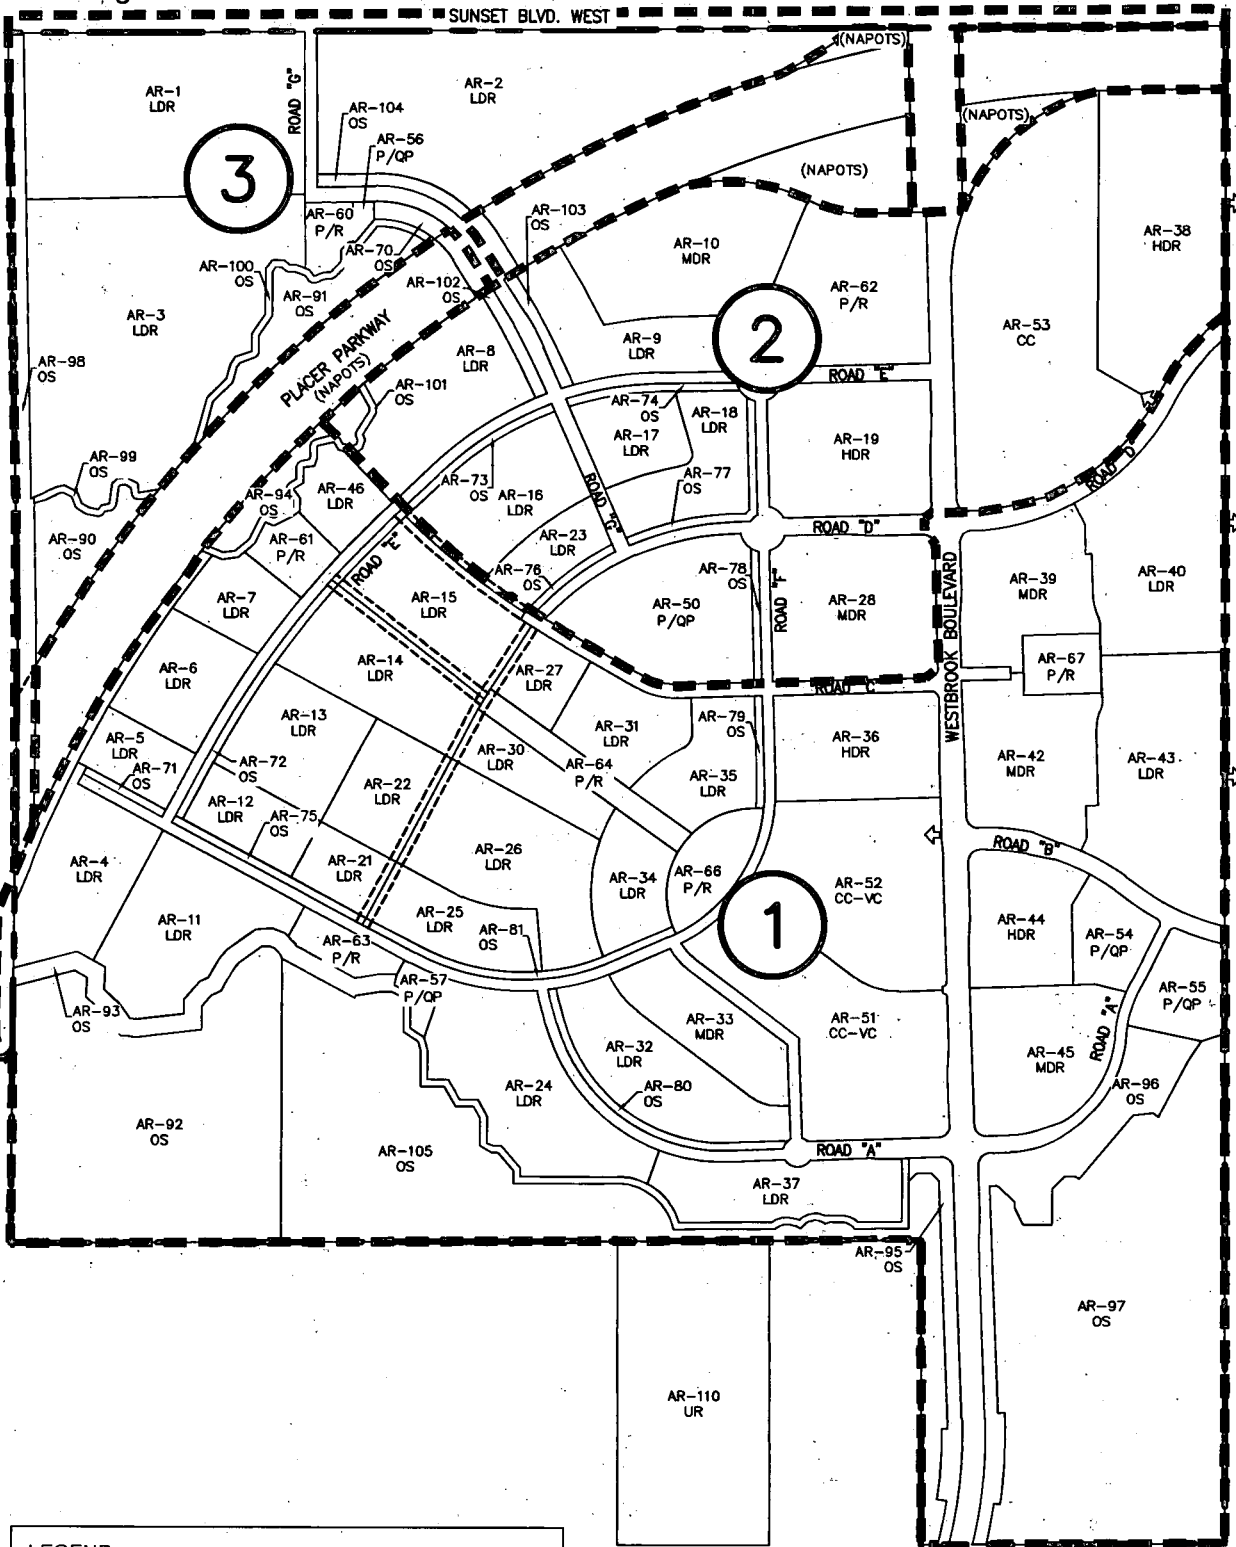 SUNSET BLVD. WEST
(NAPOTS)
AR-1
LDR
ROAD "G"
AR-2
LDR
AR-104
OS
AR-56
P/QP
(NAPOTS)
(NAPOTS)
3
AR-60
P/R
AR-103
OS
AR-70
OS
AR-10
MDR
AR-38
HDR
AR-100
OS
AR-91
OS
AR-102
OS
AR-62
P/R
AR-3
LDR
AR-53
CC
2
AR-9
LDR
AR-8
LDR
PLACER PARKWAY
(NAPOTS)
AR-98
OS
AR-101
OS
ROAD "E"
AR-74
OS
AR-18
LDR
AR-17
LDR
AR-19
HDR
AR-99
OS
AR-73
OS
AR-77
OS
ROAD "D"
AR-46
LDR
AR-94
OS
AR-16
LDR
ROAD "G"
AR-90
OS
AR-61
P/R
ROAD "E"
AR-23
LDR
ROAD "D"
AR-76
OS
AR-78
OS
ROAD "F"
AR-39
MDR
AR-40
LDR
AR-7
LDR
AR-15
LDR
AR-50
P/QP
AR-28
MDR
WESTBROOK BOULEVARD
AR-6
LDR
AR-14
LDR
AR-27
LDR
AR-67
P/R
ROAD "C"
AR-13
LDR
AR-31
LDR
AR-79
OS
AR-5
LDR
AR-72
OS
AR-30
LDR
AR-64
P/R
AR-36
HDR
AR-42
MDR
AR-43
LDR
AR-71
OS
AR-22
LDR
AR-35
LDR
AR-12
LDR
AR-75
OS
ROAD "B"
AR-4
LDR
AR-21
LDR
AR-26
LDR
AR-34
LDR
AR-66
P/R
AR-52
CC-VC
AR-11
LDR
AR-25
LDR
AR-81
OS
1
AR-44
HDR
AR-54
P/QP
AR-63
P/R
AR-57
P/QP
AR-55
P/QP
AR-93
OS
AR-33
MDR
AR-51
CC-VC
ROAD "A"
AR-32
LDR
AR-45
MDR
AR-24
LDR
AR-80
OS
AR-96
OS
AR-92
OS
AR-105
OS
ROAD "A"
AR-37
LDR
AR-95
OS
AR-97
OS
AR-110
UR
LEGEND